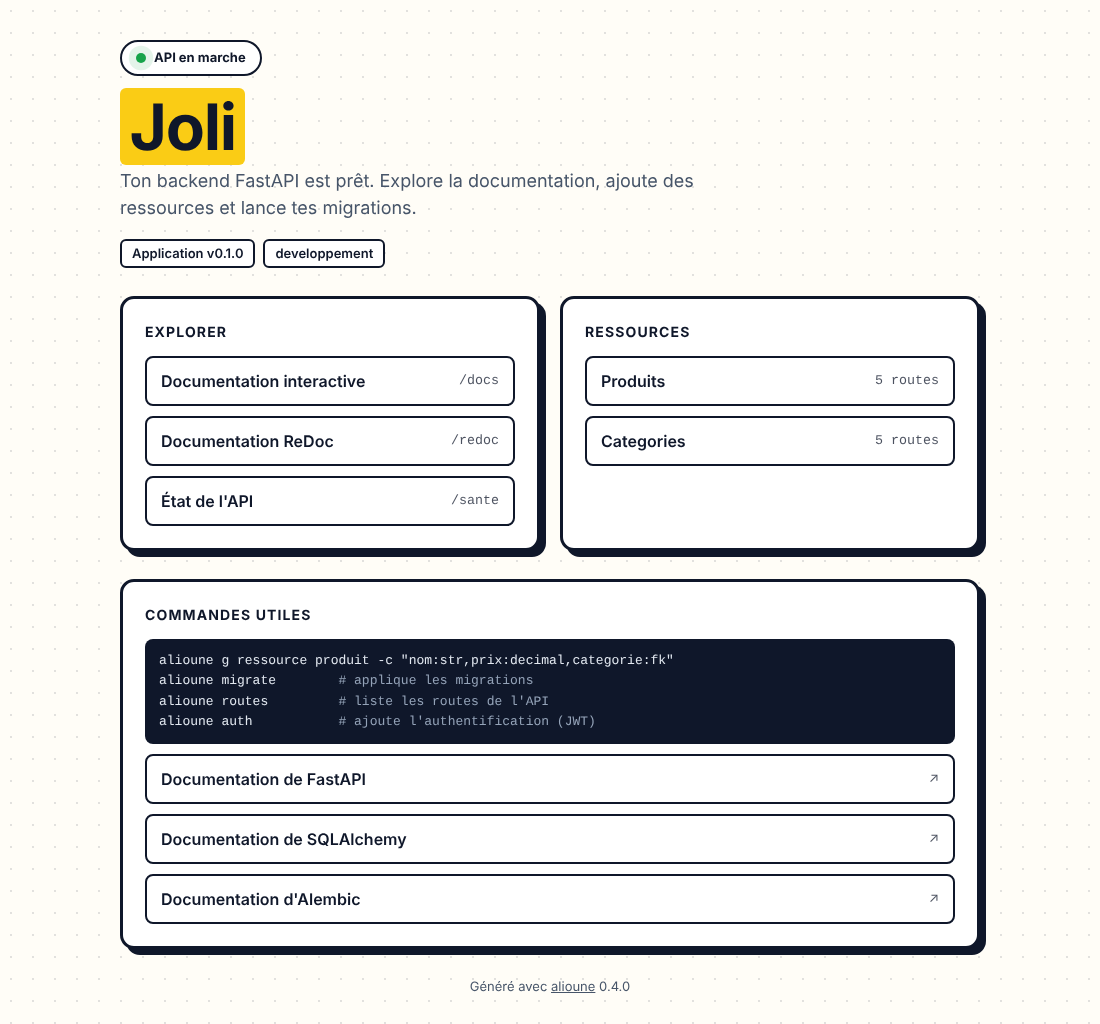 API en marche
Joli
Ton backend FastAPI est prêt. Explore la documentation, ajoute des
ressources et lance tes migrations.
Application v0.1.0
developpement
EXPLORER
Documentation interactive /docs
Documentation ReDoc /redoc
État de l'API /sante
RESSOURCES
Produits 5 routes
Categories 5 routes
COMMANDES UTILES
alioune g ressource produit -c "nom:str,prix:decimal,categorie:fk"
alioune migrate # applique les migrations
alioune routes # liste les routes de l'API
alioune auth # ajoute l'authentification (JWT)
Documentation de FastAPI ↗
Documentation de SQLAlchemy ↗
Documentation d'Alembic ↗
Généré avec alioune 0.4.0